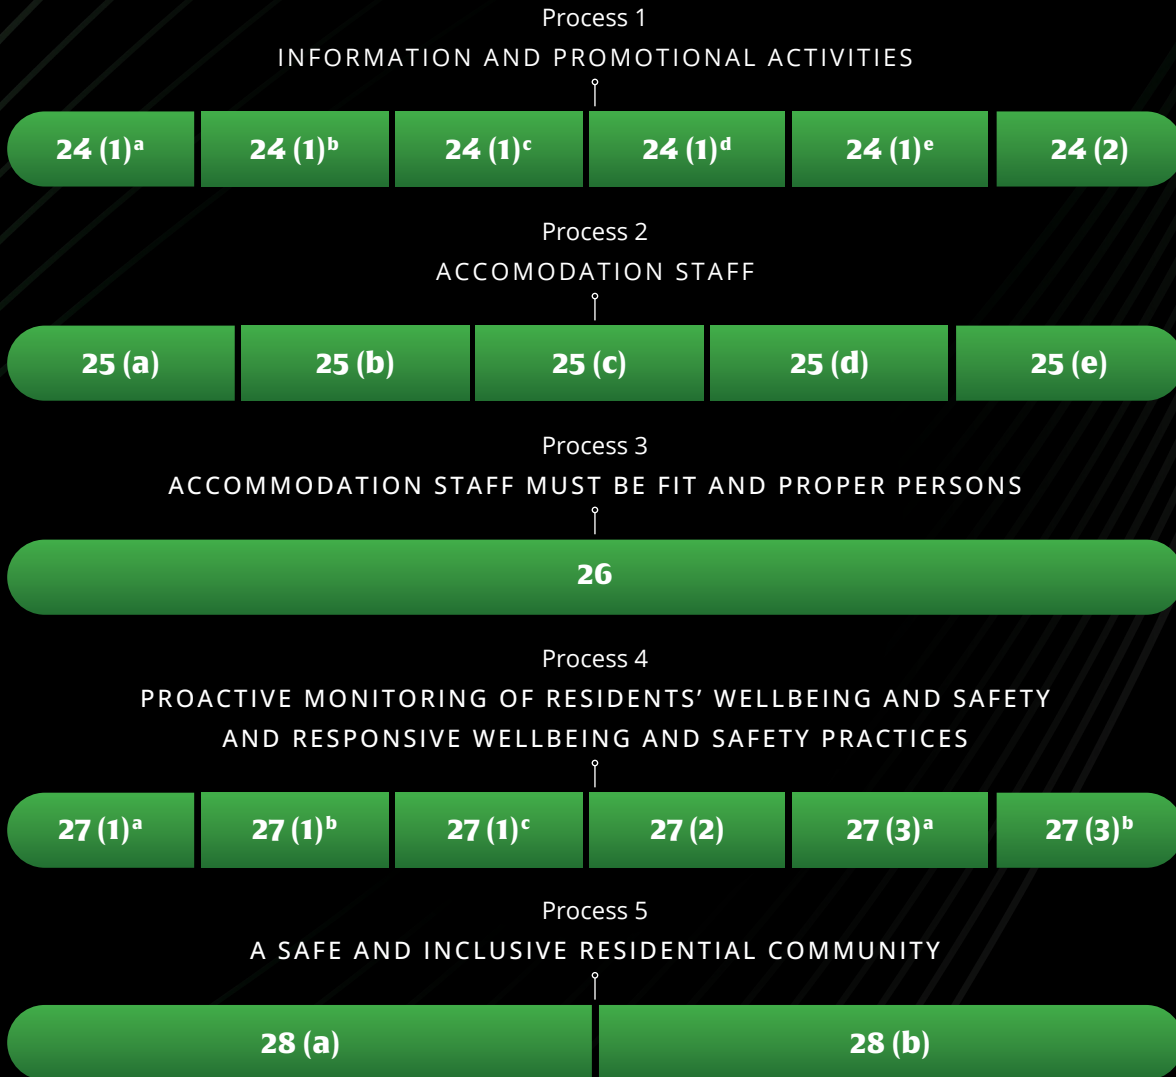 Process 1
INFORMATION AND PROMOTIONAL ACTIVITIES
24 (1)ᵃ 24 (1)ᵇ 24 (1)ᶜ 24 (1)ᵈ 24 (1)ᵉ 24 (2)
Process 2
ACCOMODATION STAFF
25 (a) 25 (b) 25 (c) 25 (d) 25 (e)
Process 3
ACCOMMODATION STAFF MUST BE FIT AND PROPER PERSONS
26
Process 4
PROACTIVE MONITORING OF RESIDENTS’ WELLBEING AND SAFETY
AND RESPONSIVE WELLBEING AND SAFETY PRACTICES
27 (1)ᵃ 27 (1)ᵇ 27 (1)ᶜ 27 (2) 27 (3)ᵃ 27 (3)ᵇ
Process 5
A SAFE AND INCLUSIVE RESIDENTIAL COMMUNITY
28 (a) 28 (b)